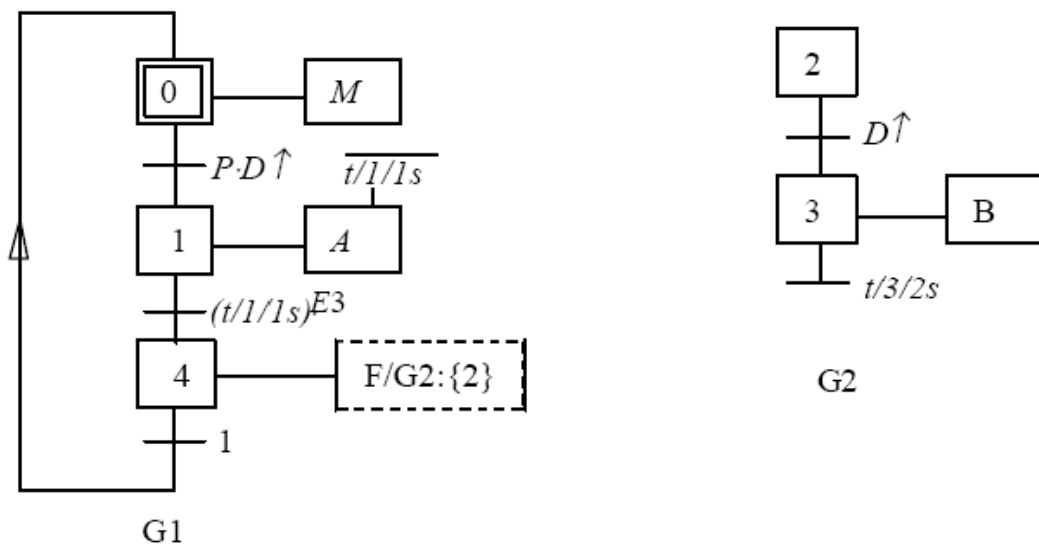 0
M
P·D↑
t/1/1s
1
A
(t/1/1s)E3
4
F/G2:{2}
1
G1
2
D↑
3
B
t/3/2s
G2